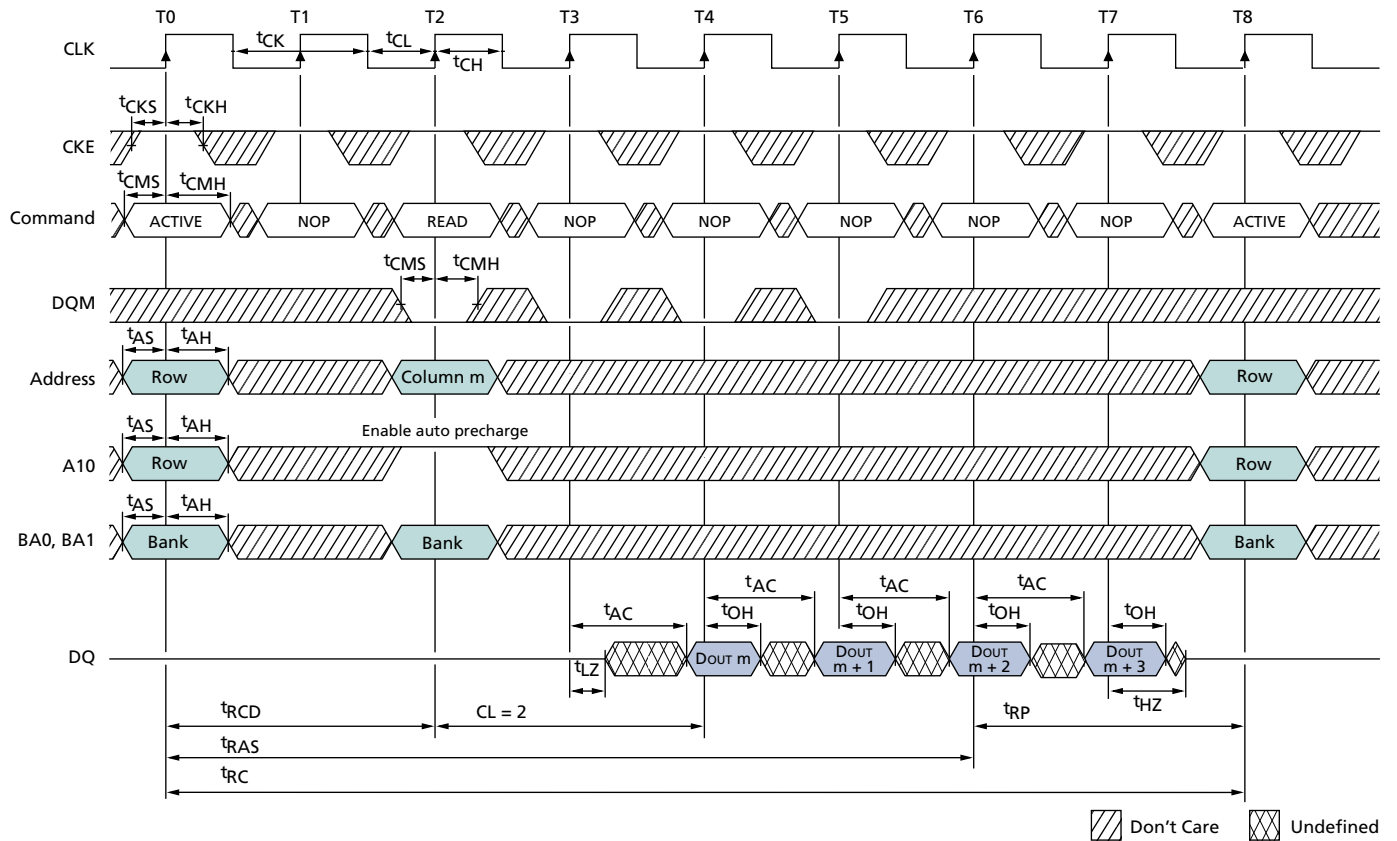 T0 T1 T2 T3 T4 T5 T6 T7 T8
CLK
tCK tCL
tCH
tCKS tCKH
CKE
tCMS tCMH
Command ACTIVE NOP READ NOP NOP NOP NOP NOP ACTIVE
tCMS tCMH
DQM
tAS tAH
Address Row Column m Row
tAS tAH Enable auto precharge
A10 Row Row
tAS tAH
BA0, BA1 Bank Bank Bank
tAC tAC tAC
tAC tOH tOH tOH tOH
DQ DOUT m DOUT m + 1 DOUT m + 2 DOUT m + 3
tLZ tHZ
tRCD CL = 2 tRP
tRAS
tRC
Don't Care Undefined